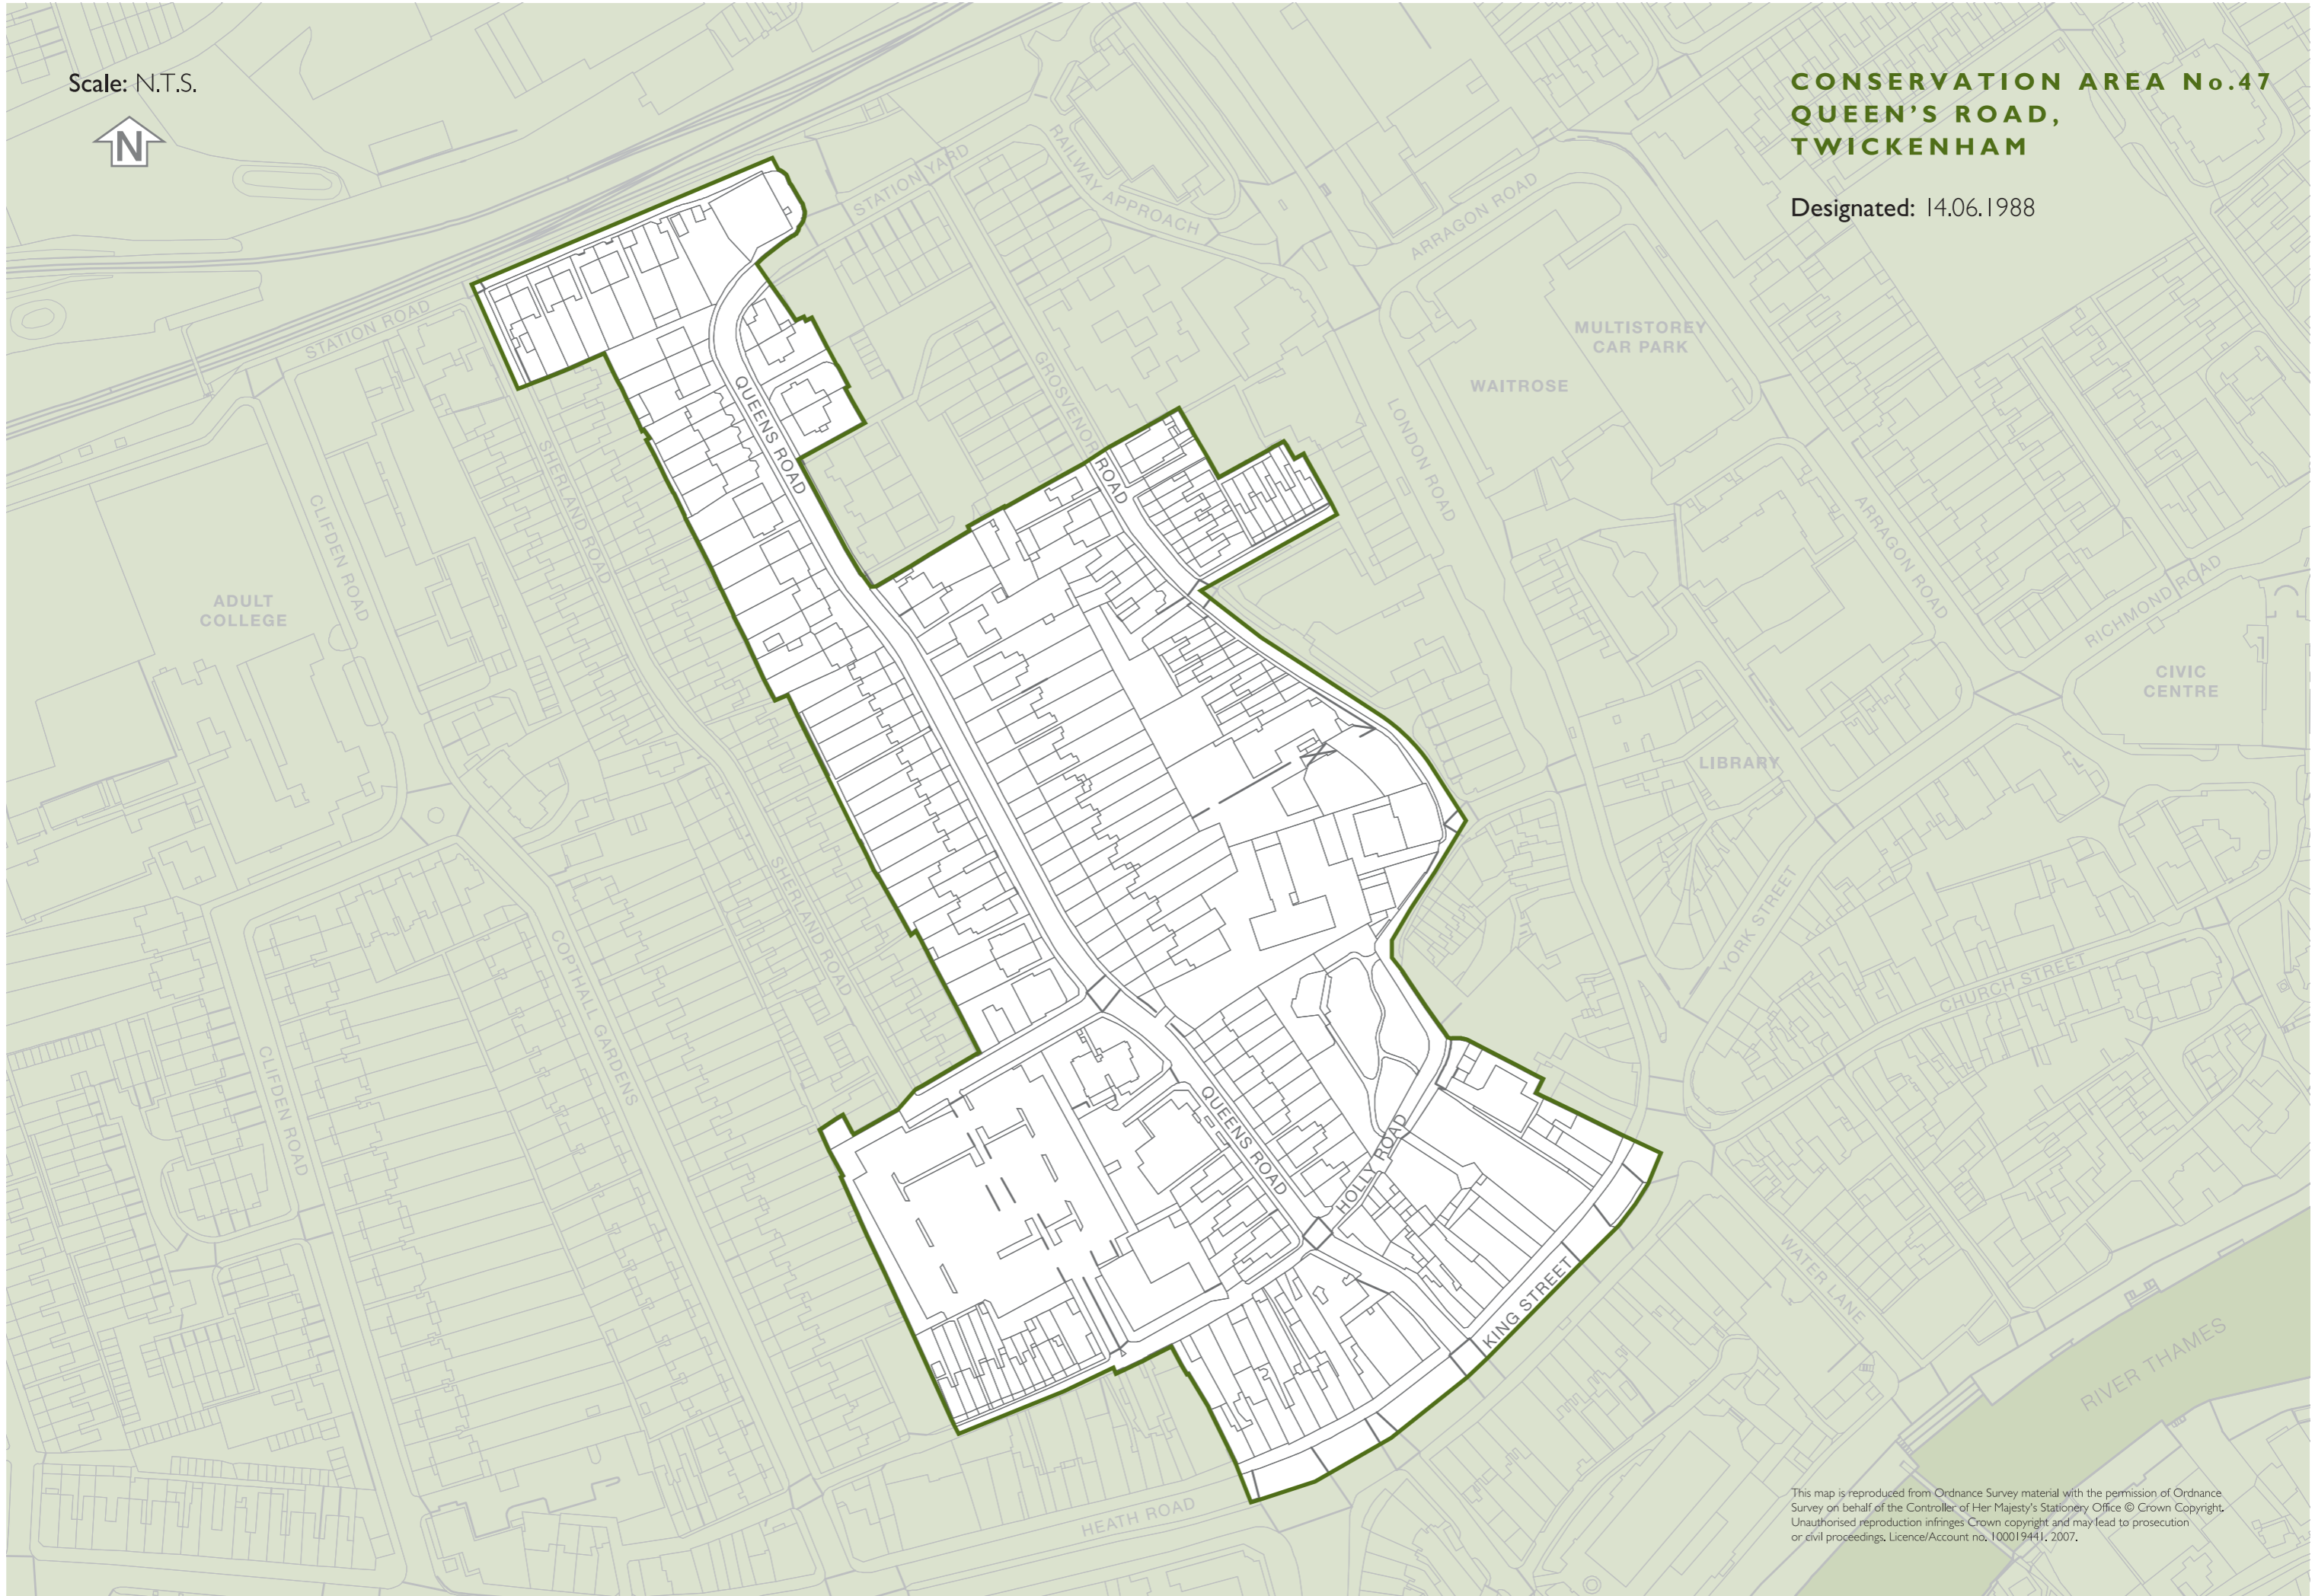 Scale: N.T.S.
N
CONSERVATION AREA No.47
QUEEN'S ROAD,
TWICKENHAM
Designated: 14.06.1988
STATION YARD
RAILWAY APPROACH
ARRAGON ROAD
STATION ROAD
MULTISTOREY
CAR PARK
WAITROSE
QUEENS ROAD
GROSVENOR ROAD
LONDON ROAD
SHERLAND ROAD
CLIFDEN ROAD
ARRAGON ROAD
RICHMOND ROAD
ADULT
COLLEGE
CIVIC
CENTRE
LIBRARY
SHERLAND ROAD
YORK STREET
CHURCH STREET
COPTHALL GARDENS
CLIFDEN ROAD
QUEENS ROAD
HOLLY ROAD
WATER LANE
KING STREET
RIVER THAMES
HEATH ROAD
This map is reproduced from Ordnance Survey material with the permission of Ordnance
Survey on behalf of the Controller of Her Majesty's Stationery Office © Crown Copyright.
Unauthorised reproduction infringes Crown copyright and may lead to prosecution
or civil proceedings. Licence/Account no. 100019441. 2007.